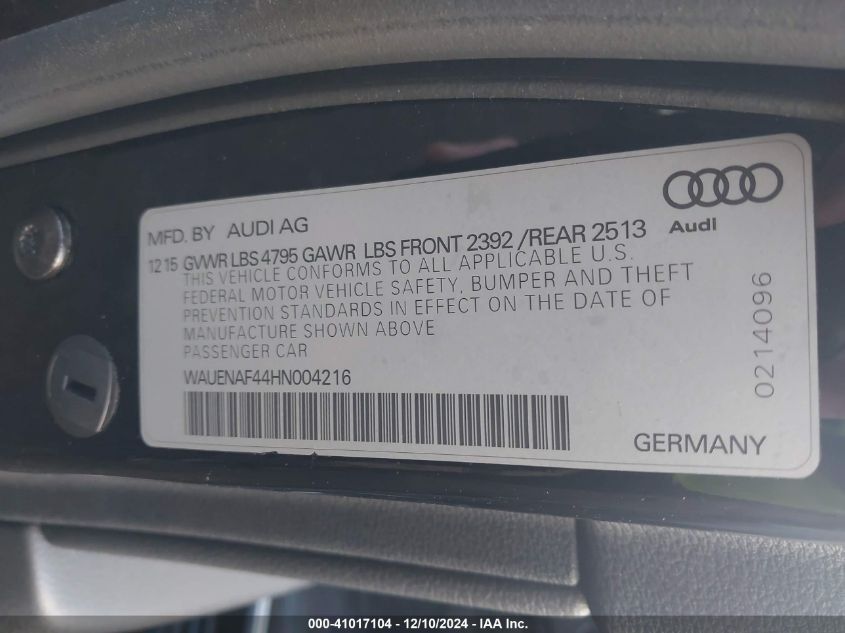 Audi
MFD. BY AUDI AG
12 15 GVWR LBS 4795 GAWR LBS FRONT 2392 /REAR 2513
THIS VEHICLE CONFORMS TO ALL APPLICABLE U.S.
FEDERAL MOTOR VEHICLE SAFETY, BUMPER AND THEFT
PREVENTION STANDARDS IN EFFECT ON THE DATE OF
MANUFACTURE SHOWN ABOVE
PASSENGER CAR
WAUENAF44HN004216
0214096
GERMANY
000-41017104 - 12/10/2024 - IAA Inc.